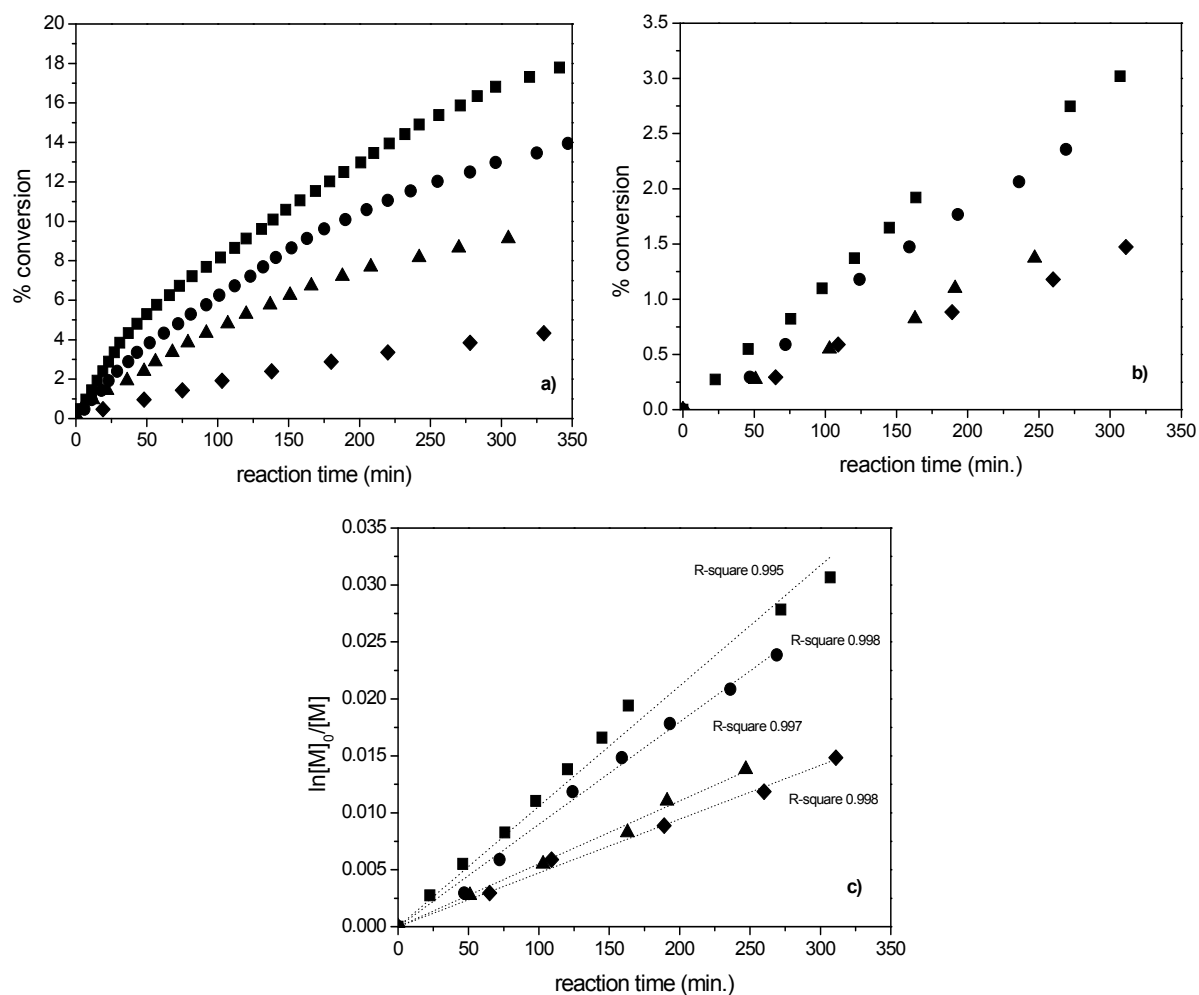 20
18
16
14
12
10
8
6
4
2
0
% conversion
0 50 100 150 200 250 300 350
reaction time (min)
a)
3.5
3.0
2.5
2.0
1.5
1.0
0.5
0.0
% conversion
0 50 100 150 200 250 300 350
reaction time (min.)
b)
0.035
0.030
0.025
0.020
0.015
0.010
0.005
0.000
ln[M]0/[M]
R-square 0.995
R-square 0.998
R-square 0.997
R-square 0.998
c)
0 50 100 150 200 250 300 350
reaction time (min.)